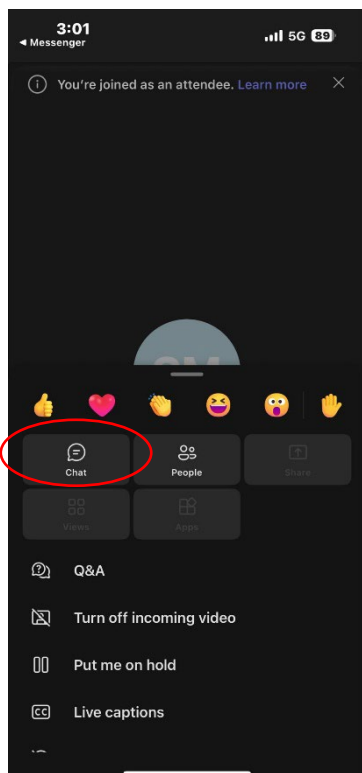 3:01
5G 89
◀ Messenger
You're joined as an attendee. Learn more
Chat
People
Share
Views
Apps
Q&A
Turn off incoming video
Put me on hold
CC Live captions